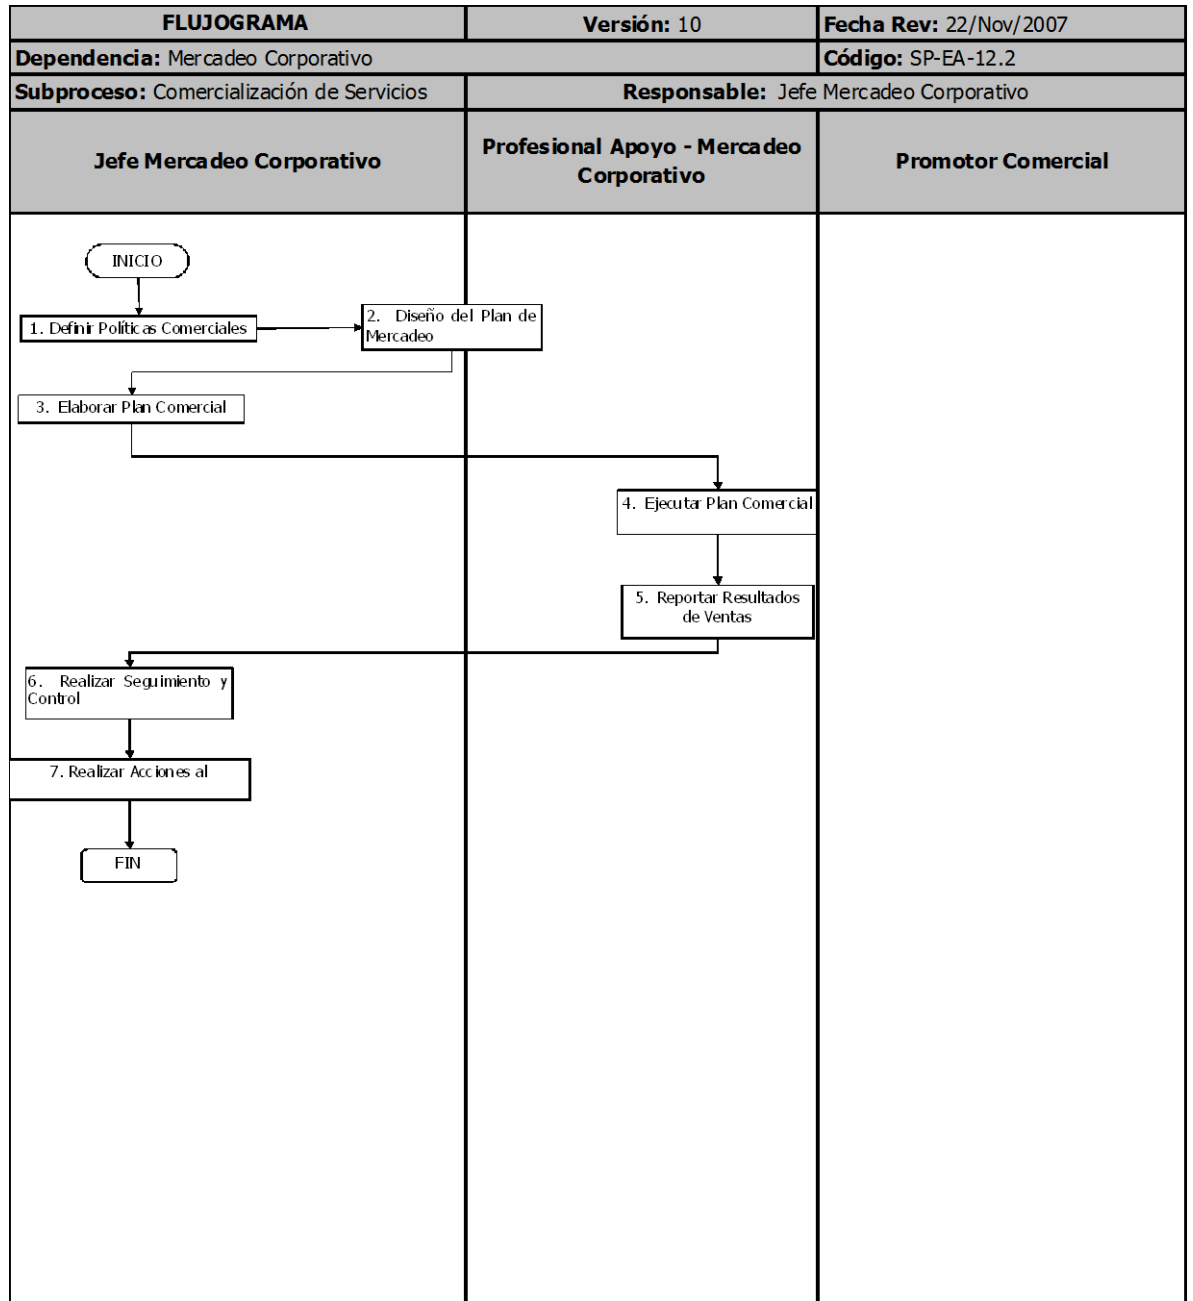 FLUJOGRAMA
Versión: 10
Fecha Rev: 22/Nov/2007
Dependencia: Mercadeo Corporativo
Código: SP-EA-12.2
Subproceso: Comercialización de Servicios
Responsable: Jefe Mercadeo Corporativo
Jefe Mercadeo Corporativo
Profesional Apoyo - Mercadeo
Corporativo
Promotor Comercial
INICIO
1. Definir Políticas Comerciales
2. Diseño del Plan de
Mercadeo
3. Elaborar Plan Comercial
4. Ejecutar Plan Comercial
5. Reportar Resultados
de Ventas
6. Realizar Seguimiento y
Control
7. Realizar Acciones al
FIN